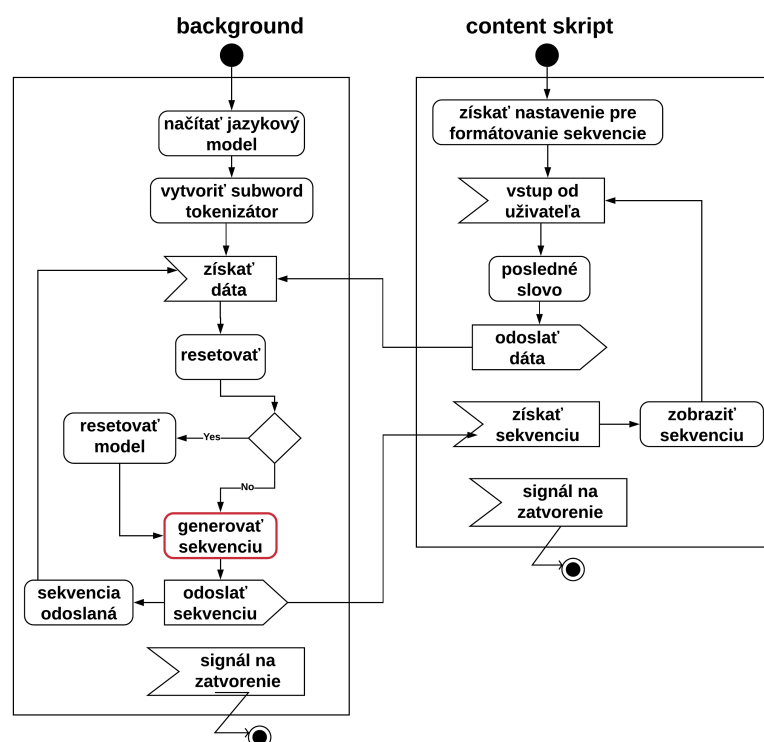 background
načítať jazykový
model
vytvoriť subword
tokenizátor
získať
dáta
resetovať
resetovať
model
Yes
No
generovať
sekvenciu
sekvencia
odoslaná
odoslať
sekvenciu
signál na
zatvorenie
content skript
získať nastavenie pre
formátovanie sekvencie
vstup od
uživateľa
posledné
slovo
odoslať
dáta
získať
sekvenciu
zobraziť
sekvenciu
signál na
zatvorenie